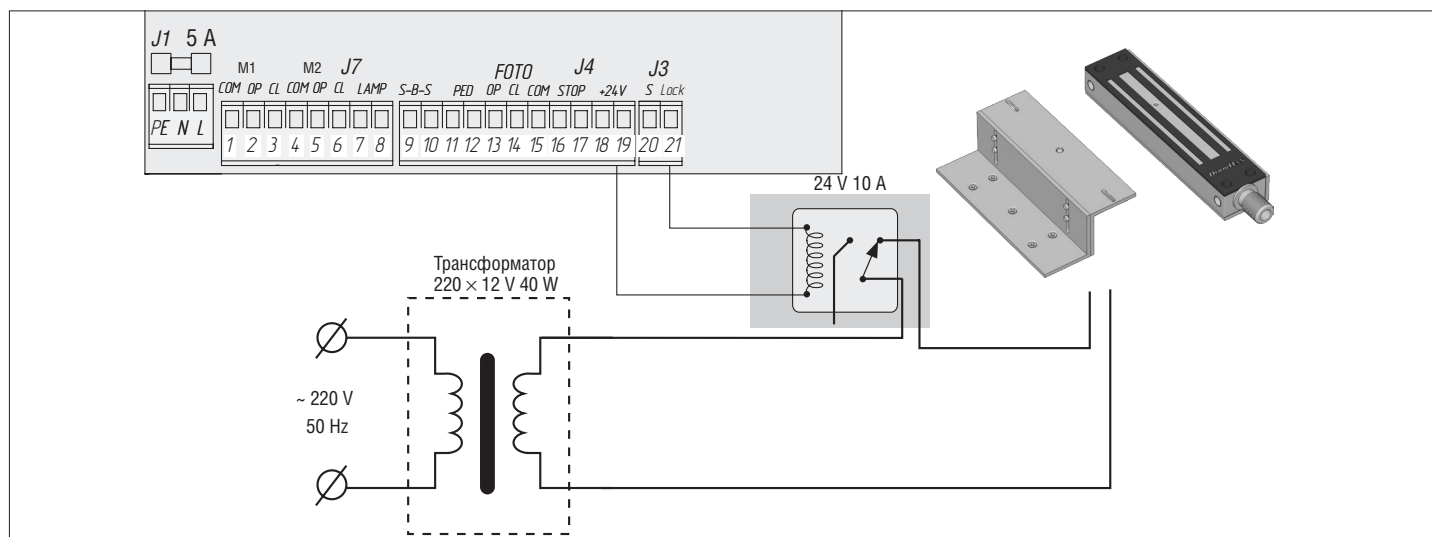 J1 5 A
M1 M2 J7 FOTO J4 J3
COM OP CL COM OP CL LAMP S-B-S PED OP CL COM STOP +24V S Lock
PE N L
1 2 3 4 5 6 7 8 9 10 11 12 13 14 15 16 17 18 19 20 21
24 V 10 A
Трансформатор
220 × 12 V 40 W
~ 220 V
50 Hz